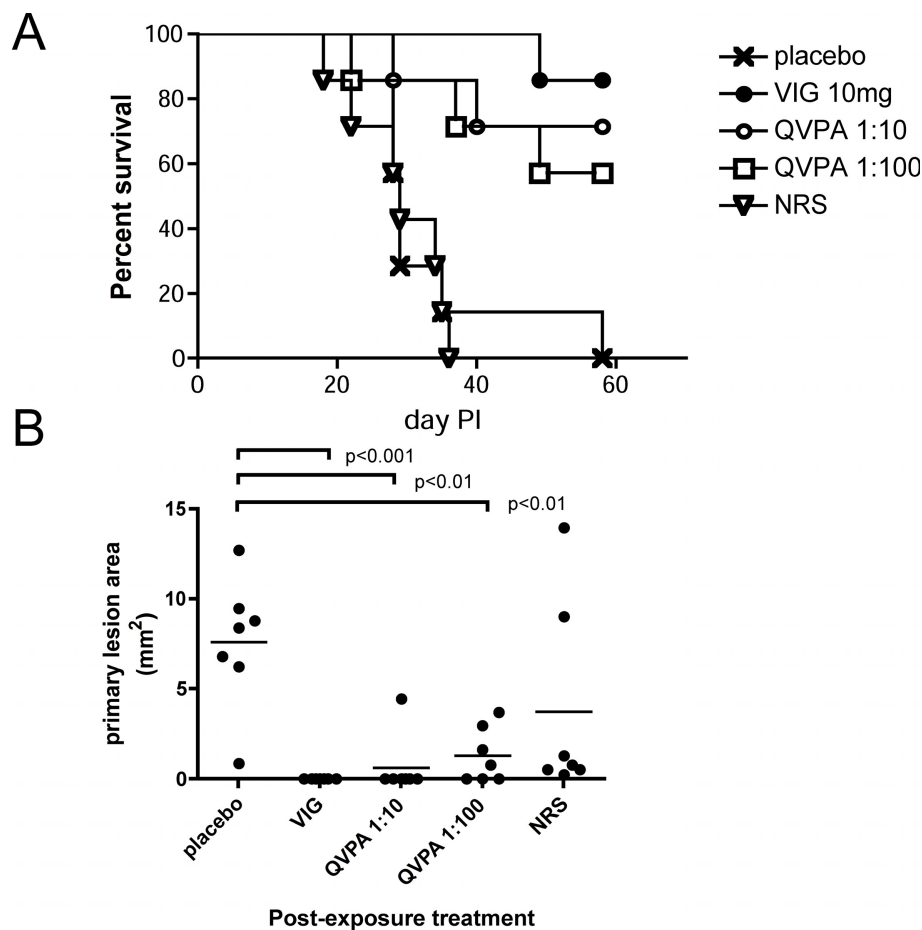 A
100
80
60
40
20
0
Percent survival
0 20 40 60
day PI
placebo
VIG 10mg
QVPA 1:10
QVPA 1:100
NRS
B
p<0.001
p<0.01
p<0.01
15
10
5
0
primary lesion area
(mm²)
placebo
VIG
QVPA 1:10
QVPA 1:100
NRS
Post-exposure treatment